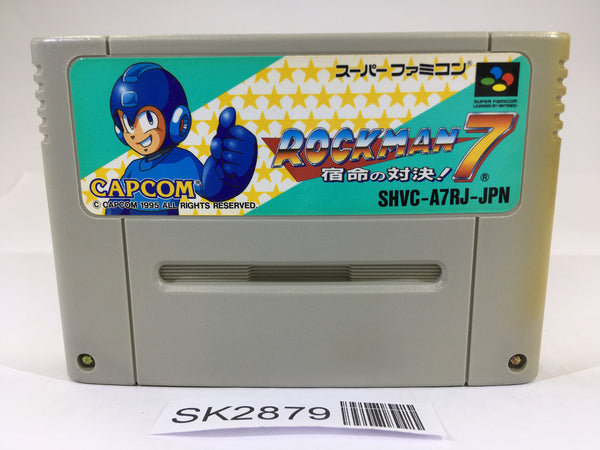 スーパーファミコン®
SUPER FAMICOM
LICENSED BY NINTENDO
ROCKMAN 7®
宿命の対決!
CAPCOM®
© CAPCOM 1995 ALL RIGHTS RESERVED.
SHVC-A7RJ-JPN
SK2879